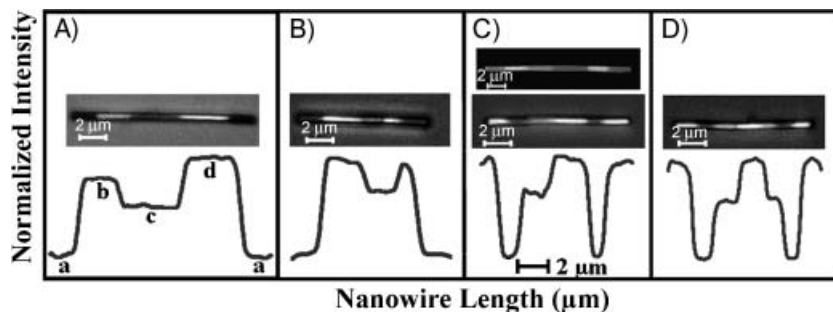 Normalized Intensity
A)
2 μm
b
c
d
a
a
B)
2 μm
C)
2 μm
2 μm
2 μm
D)
2 μm
Nanowire Length (μm)